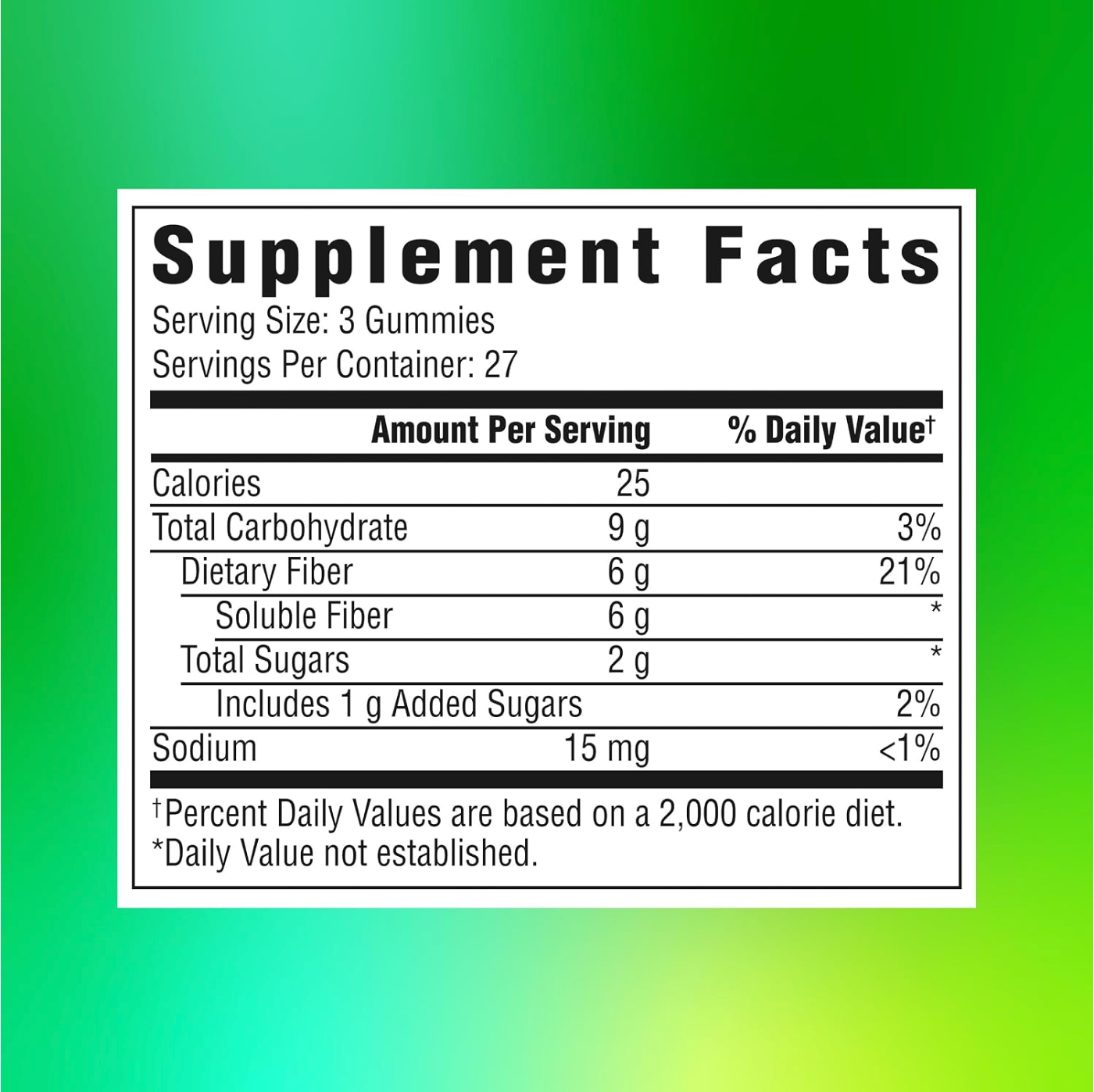 Supplement Facts
Serving Size: 3 Gummies
Servings Per Container: 27
Amount Per Serving % Daily Value†
Calories 25
Total Carbohydrate 9 g 3%
Dietary Fiber 6 g 21%
Soluble Fiber 6 g *
Total Sugars 2 g *
Includes 1 g Added Sugars 2%
Sodium 15 mg <1%
†Percent Daily Values are based on a 2,000 calorie diet.
*Daily Value not established.